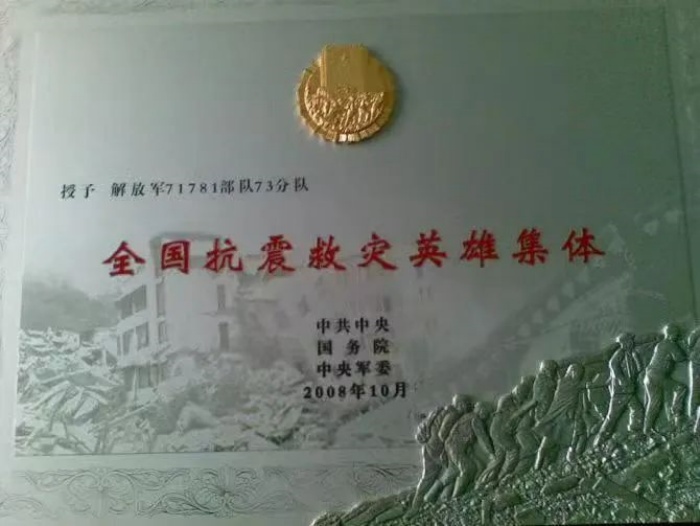 授予 解放军71781部队73分队
全国抗震救灾英雄集体
中共中央
国务院
中央军委
2008年10月